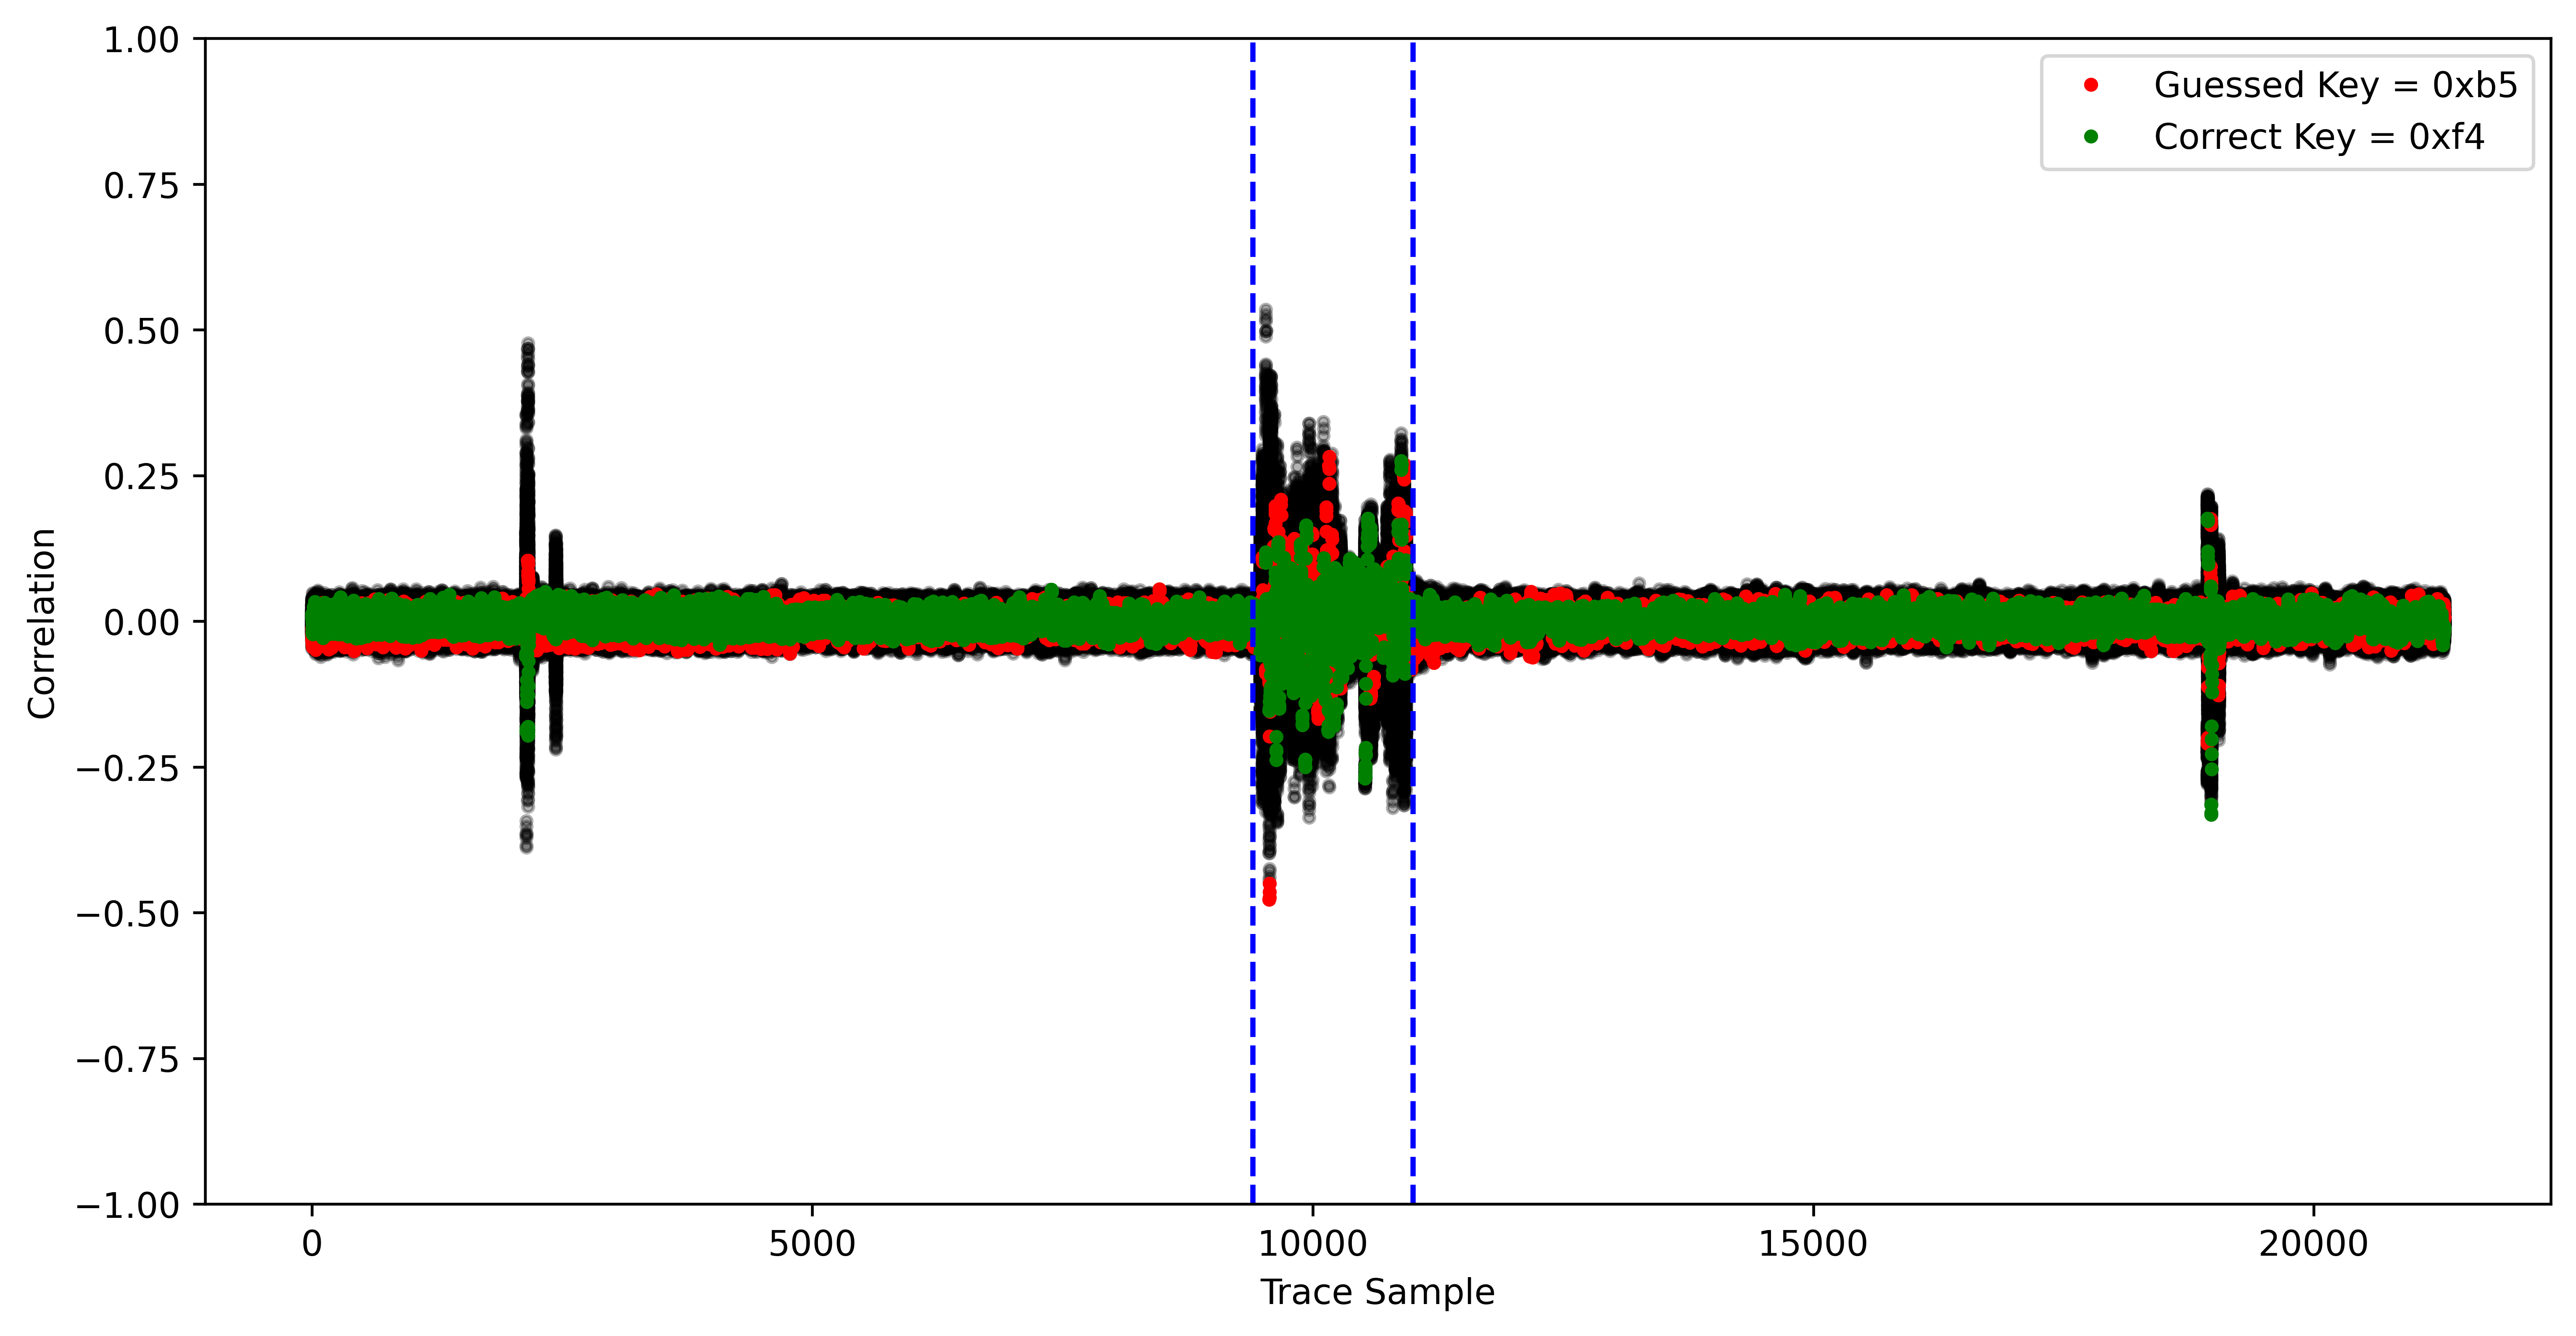 1.00
0.75
0.50
0.25
0.00
−0.25
−0.50
−0.75
−1.00
Correlation
Guessed Key = 0xb5
Correct Key = 0xf4
0 5000 10000 15000 20000
Trace Sample